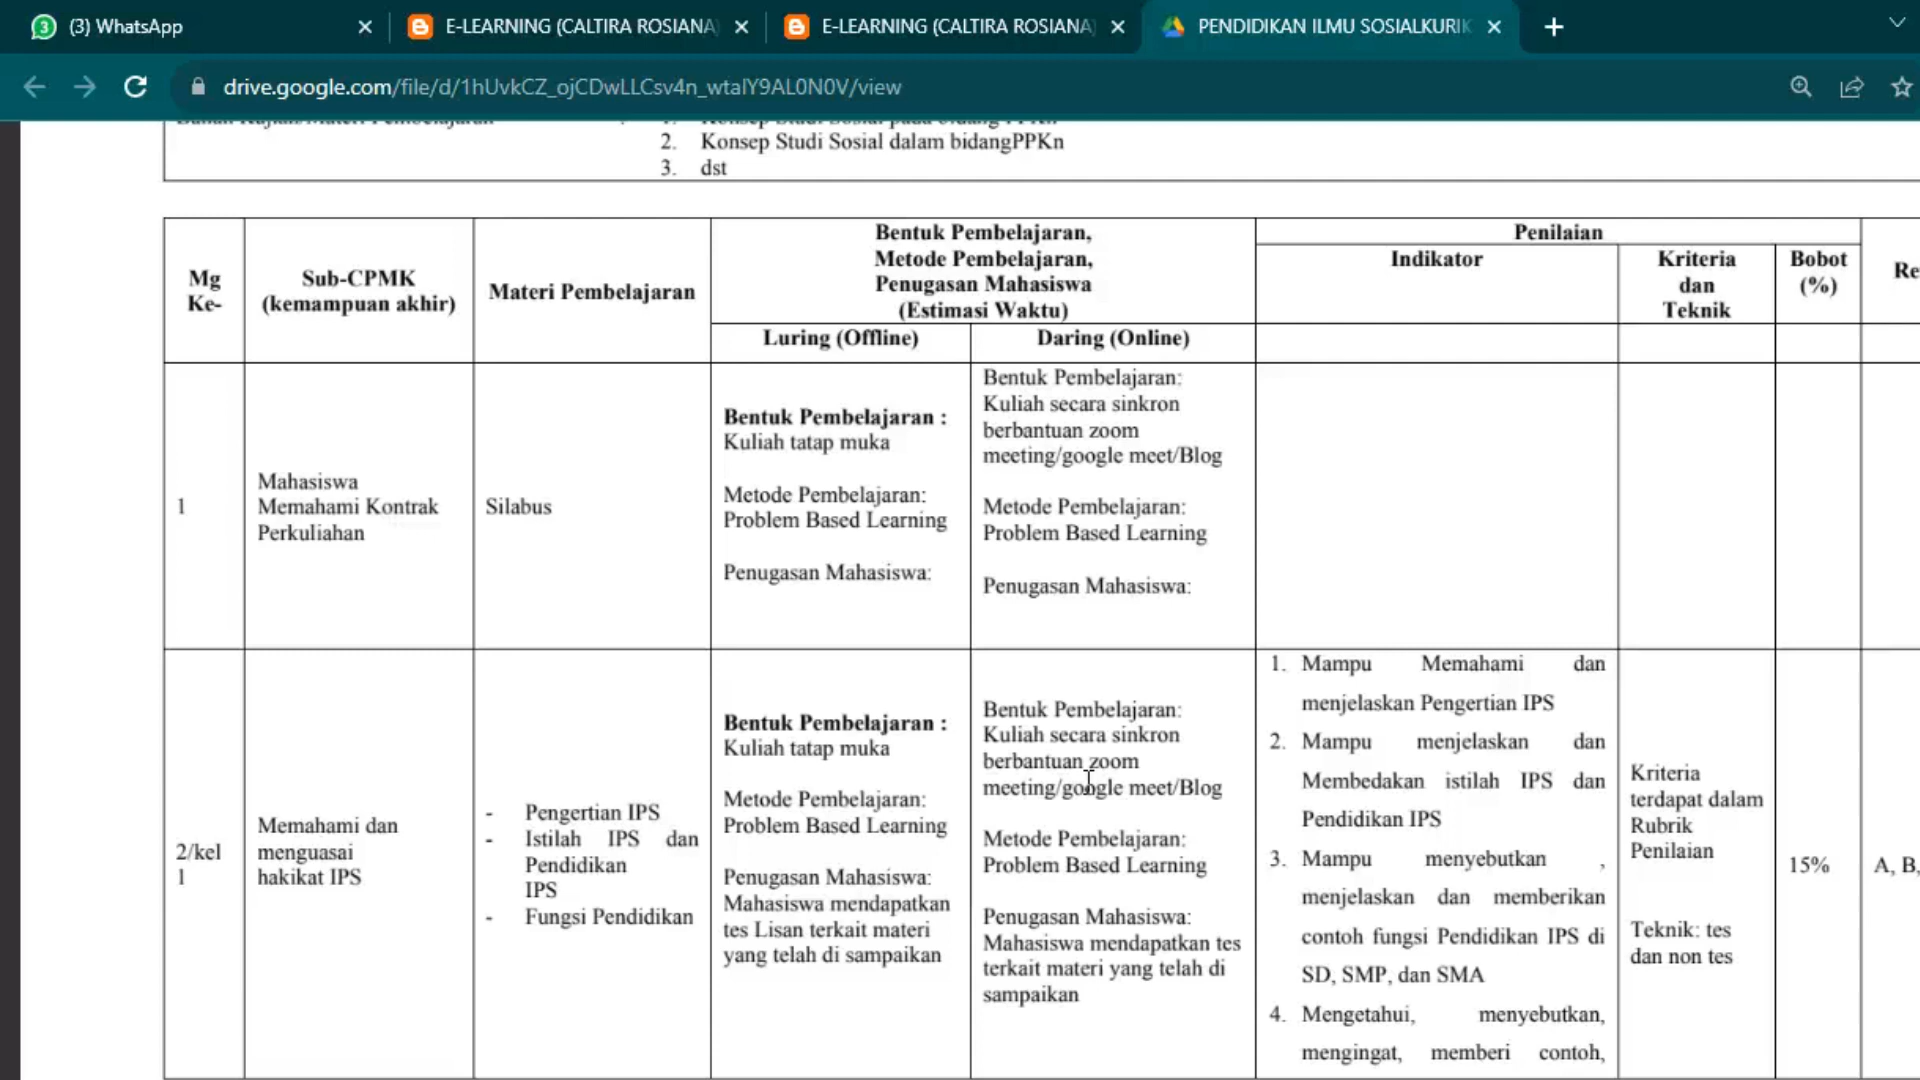 3 (3) WhatsApp
E-LEARNING (CALTIRA ROSIANA)
E-LEARNING (CALTIRA ROSIANA)
PENDIDIKAN ILMU SOSIALKURIK
drive.google.com/file/d/1hUvkCZ_ojCDwLLCsv4n_wtalY9AL0N0V/view
2. Konsep Studi Sosial dalam bidangPPKn
3. dst
Mg
Ke-
Sub-CPMK
(kemampuan akhir)
Materi Pembelajaran
Bentuk Pembelajaran,
Metode Pembelajaran,
Penugasan Mahasiswa
(Estimasi Waktu)
Luring (Offline)
Daring (Online)
Penilaian
Indikator
Kriteria
dan
Teknik
Bobot
(%)
1
Mahasiswa
Memahami Kontrak
Perkuliahan
Silabus
Bentuk Pembelajaran :
Kuliah tatap muka
Metode Pembelajaran:
Problem Based Learning
Penugasan Mahasiswa:
Bentuk Pembelajaran:
Kuliah secara sinkron
berbantuan zoom
meeting/google meet/Blog
Metode Pembelajaran:
Problem Based Learning
Penugasan Mahasiswa:
2/kel
1
Memahami dan
menguasai
hakikat IPS
- Pengertian IPS
- Istilah IPS dan
Pendidikan
IPS
- Fungsi Pendidikan
Bentuk Pembelajaran :
Kuliah tatap muka
Metode Pembelajaran:
Problem Based Learning
Penugasan Mahasiswa:
Mahasiswa mendapatkan
tes Lisan terkait materi
yang telah di sampaikan
Bentuk Pembelajaran:
Kuliah secara sinkron
berbantuan zoom
meeting/google meet/Blog
Metode Pembelajaran:
Problem Based Learning
Penugasan Mahasiswa:
Mahasiswa mendapatkan tes
terkait materi yang telah di
sampaikan
1. Mampu Memahami dan
menjelaskan Pengertian IPS
2. Mampu menjelaskan dan
Membedakan istilah IPS dan
Pendidikan IPS
3. Mampu menyebutkan ,
menjelaskan dan memberikan
contoh fungsi Pendidikan IPS di
SD, SMP, dan SMA
4. Mengetahui, menyebutkan,
mengingat, memberi contoh,
Kriteria
terdapat dalam
Rubrik
Penilaian
Teknik: tes
dan non tes
15%
A, B,